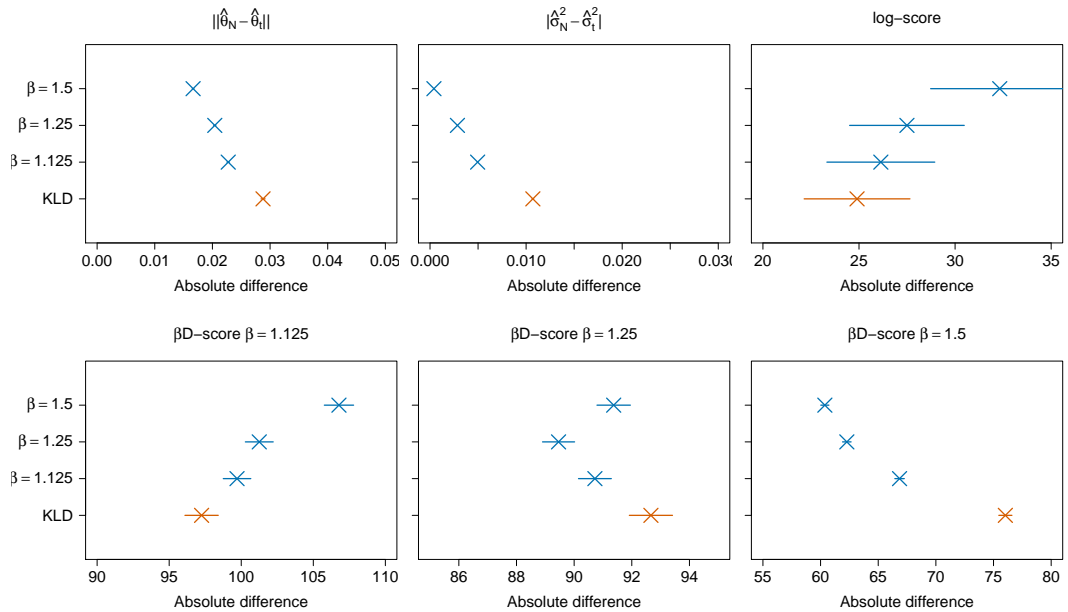 ||θ̂_N − θ̂_t||
|σ̂²_N − σ̂²_t|
log−score
β = 1.5
β = 1.25
β = 1.125
KLD
0.00 0.01 0.02 0.03 0.04 0.05
0.000 0.010 0.020 0.030
20 25 30 35
Absolute difference
Absolute difference
Absolute difference
βD−score β = 1.125
βD−score β = 1.25
βD−score β = 1.5
β = 1.5
β = 1.25
β = 1.125
KLD
90 95 100 105 110
86 88 90 92 94
55 60 65 70 75 80
Absolute difference
Absolute difference
Absolute difference